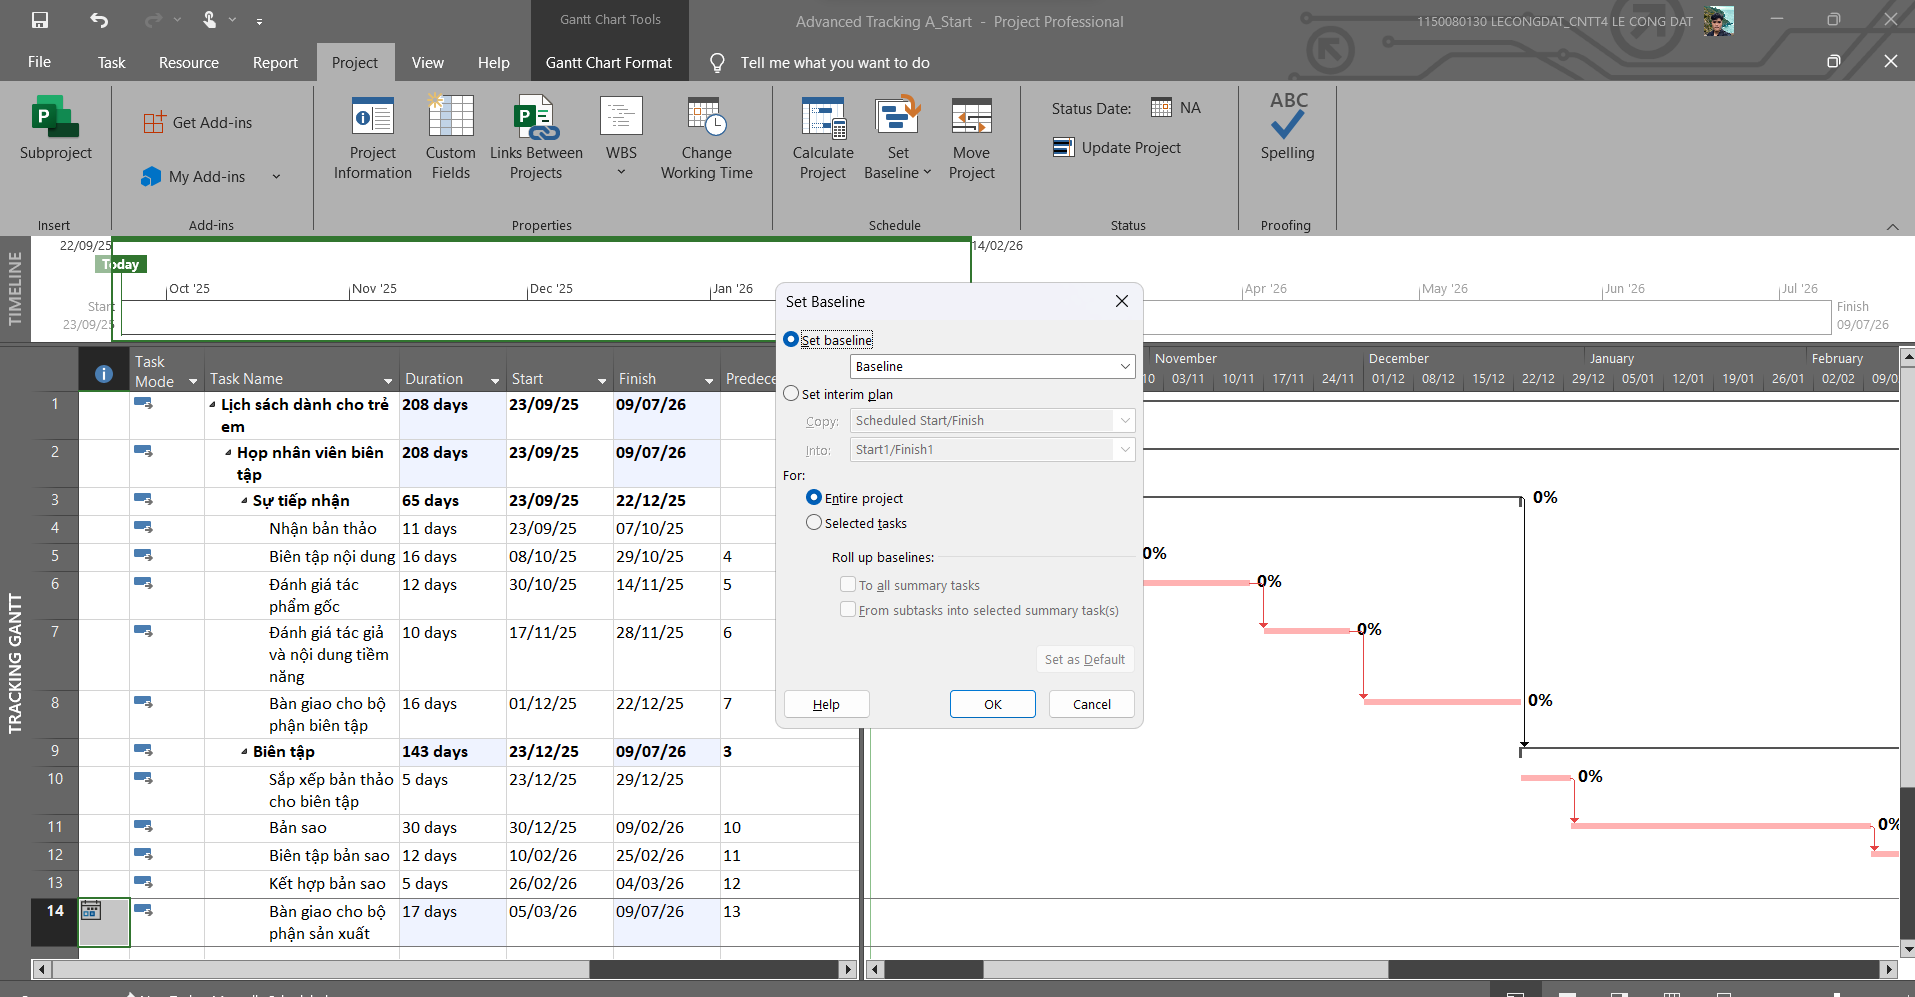 Gantt Chart Tools
Advanced Tracking A_Start - Project Professional
1150080130 LECONGDAT_CNTT4 LE CONG DAT
File
Task
Resource
Report
Project
View
Help
Gantt Chart Format
Tell me what you want to do
Subproject
Insert
Get Add-ins
My Add-ins
Add-ins
Project
Information
Custom
Fields
Links Between
Projects
WBS
Change
Working Time
Properties
Calculate
Project
Set
Baseline
Move
Project
Schedule
Status Date:
NA
Update Project
Status
ABC
Spelling
Proofing
TIMELINE
22/09/25
14/02/26
Today
Oct '25
Nov '25
Dec '25
Jan '26
Apr '26
May '26
Jun '26
Jul '26
Start
23/09/25
Finish
09/07/26
Set Baseline
Set baseline
Baseline
Set interim plan
Copy:
Scheduled Start/Finish
Into:
Start1/Finish1
For:
Entire project
Selected tasks
Roll up baselines:
To all summary tasks
From subtasks into selected summary task(s)
Set as Default
Help
OK
Cancel
TRACKING GANTT
Task
Mode
Task Name
Duration
Start
Finish
Predece
November
December
January
February
10
03/11
10/11
17/11
24/11
01/12
08/12
15/12
22/12
29/12
05/01
12/01
19/01
26/01
02/02
09/0
1
Lịch sách dành cho trẻ
em
208 days
23/09/25
09/07/26
2
Họp nhân viên biên
tập
208 days
23/09/25
09/07/26
3
Sự tiếp nhận
65 days
23/09/25
22/12/25
0%
4
Nhận bản thảo
11 days
23/09/25
07/10/25
5
Biên tập nội dung
16 days
08/10/25
29/10/25
4
0%
6
Đánh giá tác
phẩm gốc
12 days
30/10/25
14/11/25
5
0%
7
Đánh giá tác giả
và nội dung tiềm
năng
10 days
17/11/25
28/11/25
6
0%
8
Bàn giao cho bộ
phận biên tập
16 days
01/12/25
22/12/25
7
0%
9
Biên tập
143 days
23/12/25
09/07/26
3
10
Sắp xếp bản thảo
cho biên tập
5 days
23/12/25
29/12/25
0%
11
Bản sao
30 days
30/12/25
09/02/26
10
0%
12
Biên tập bản sao
12 days
10/02/26
25/02/26
11
13
Kết hợp bản sao
5 days
26/02/26
04/03/26
12
14
Bàn giao cho bộ
phận sản xuất
17 days
05/03/26
09/07/26
13